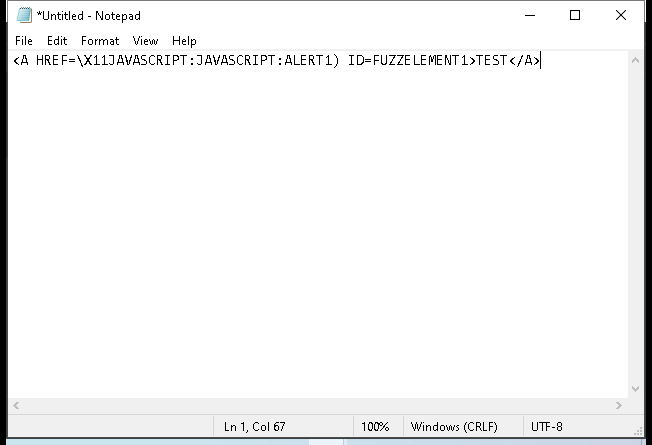 *Untitled - Notepad
File Edit Format View Help
<A HREF=\X11JAVASCRIPT:JAVASCRIPT:ALERT1) ID=FUZZELEMENT1>TEST</A>
Ln 1, Col 67 100% Windows (CRLF) UTF-8